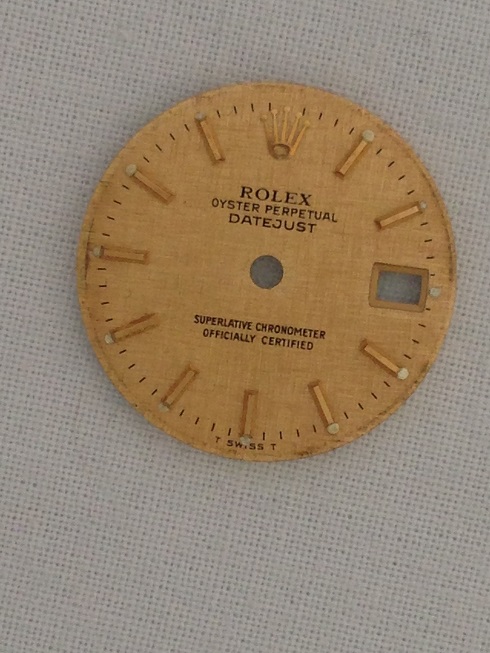 ROLEX
OYSTER PERPETUAL
DATEJUST
SUPERLATIVE CHRONOMETER
OFFICIALLY CERTIFIED
T SWISS T